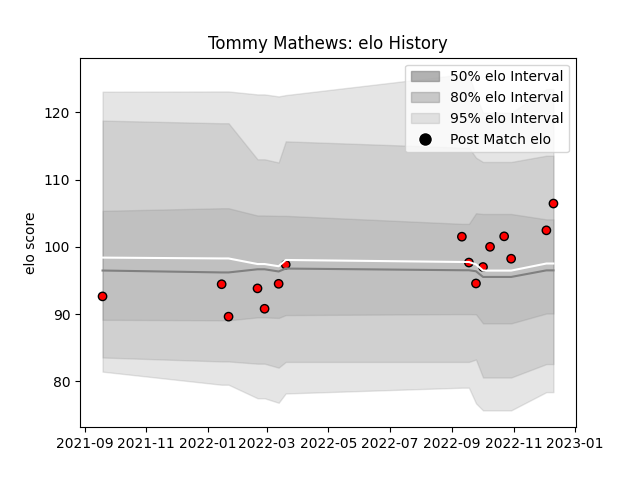 Tommy Mathews: elo History
50% elo Interval
80% elo Interval
95% elo Interval
Post Match elo
elo score
120
110
100
90
80
2021-09 2021-11 2022-01 2022-03 2022-05 2022-07 2022-09 2022-11 2023-01